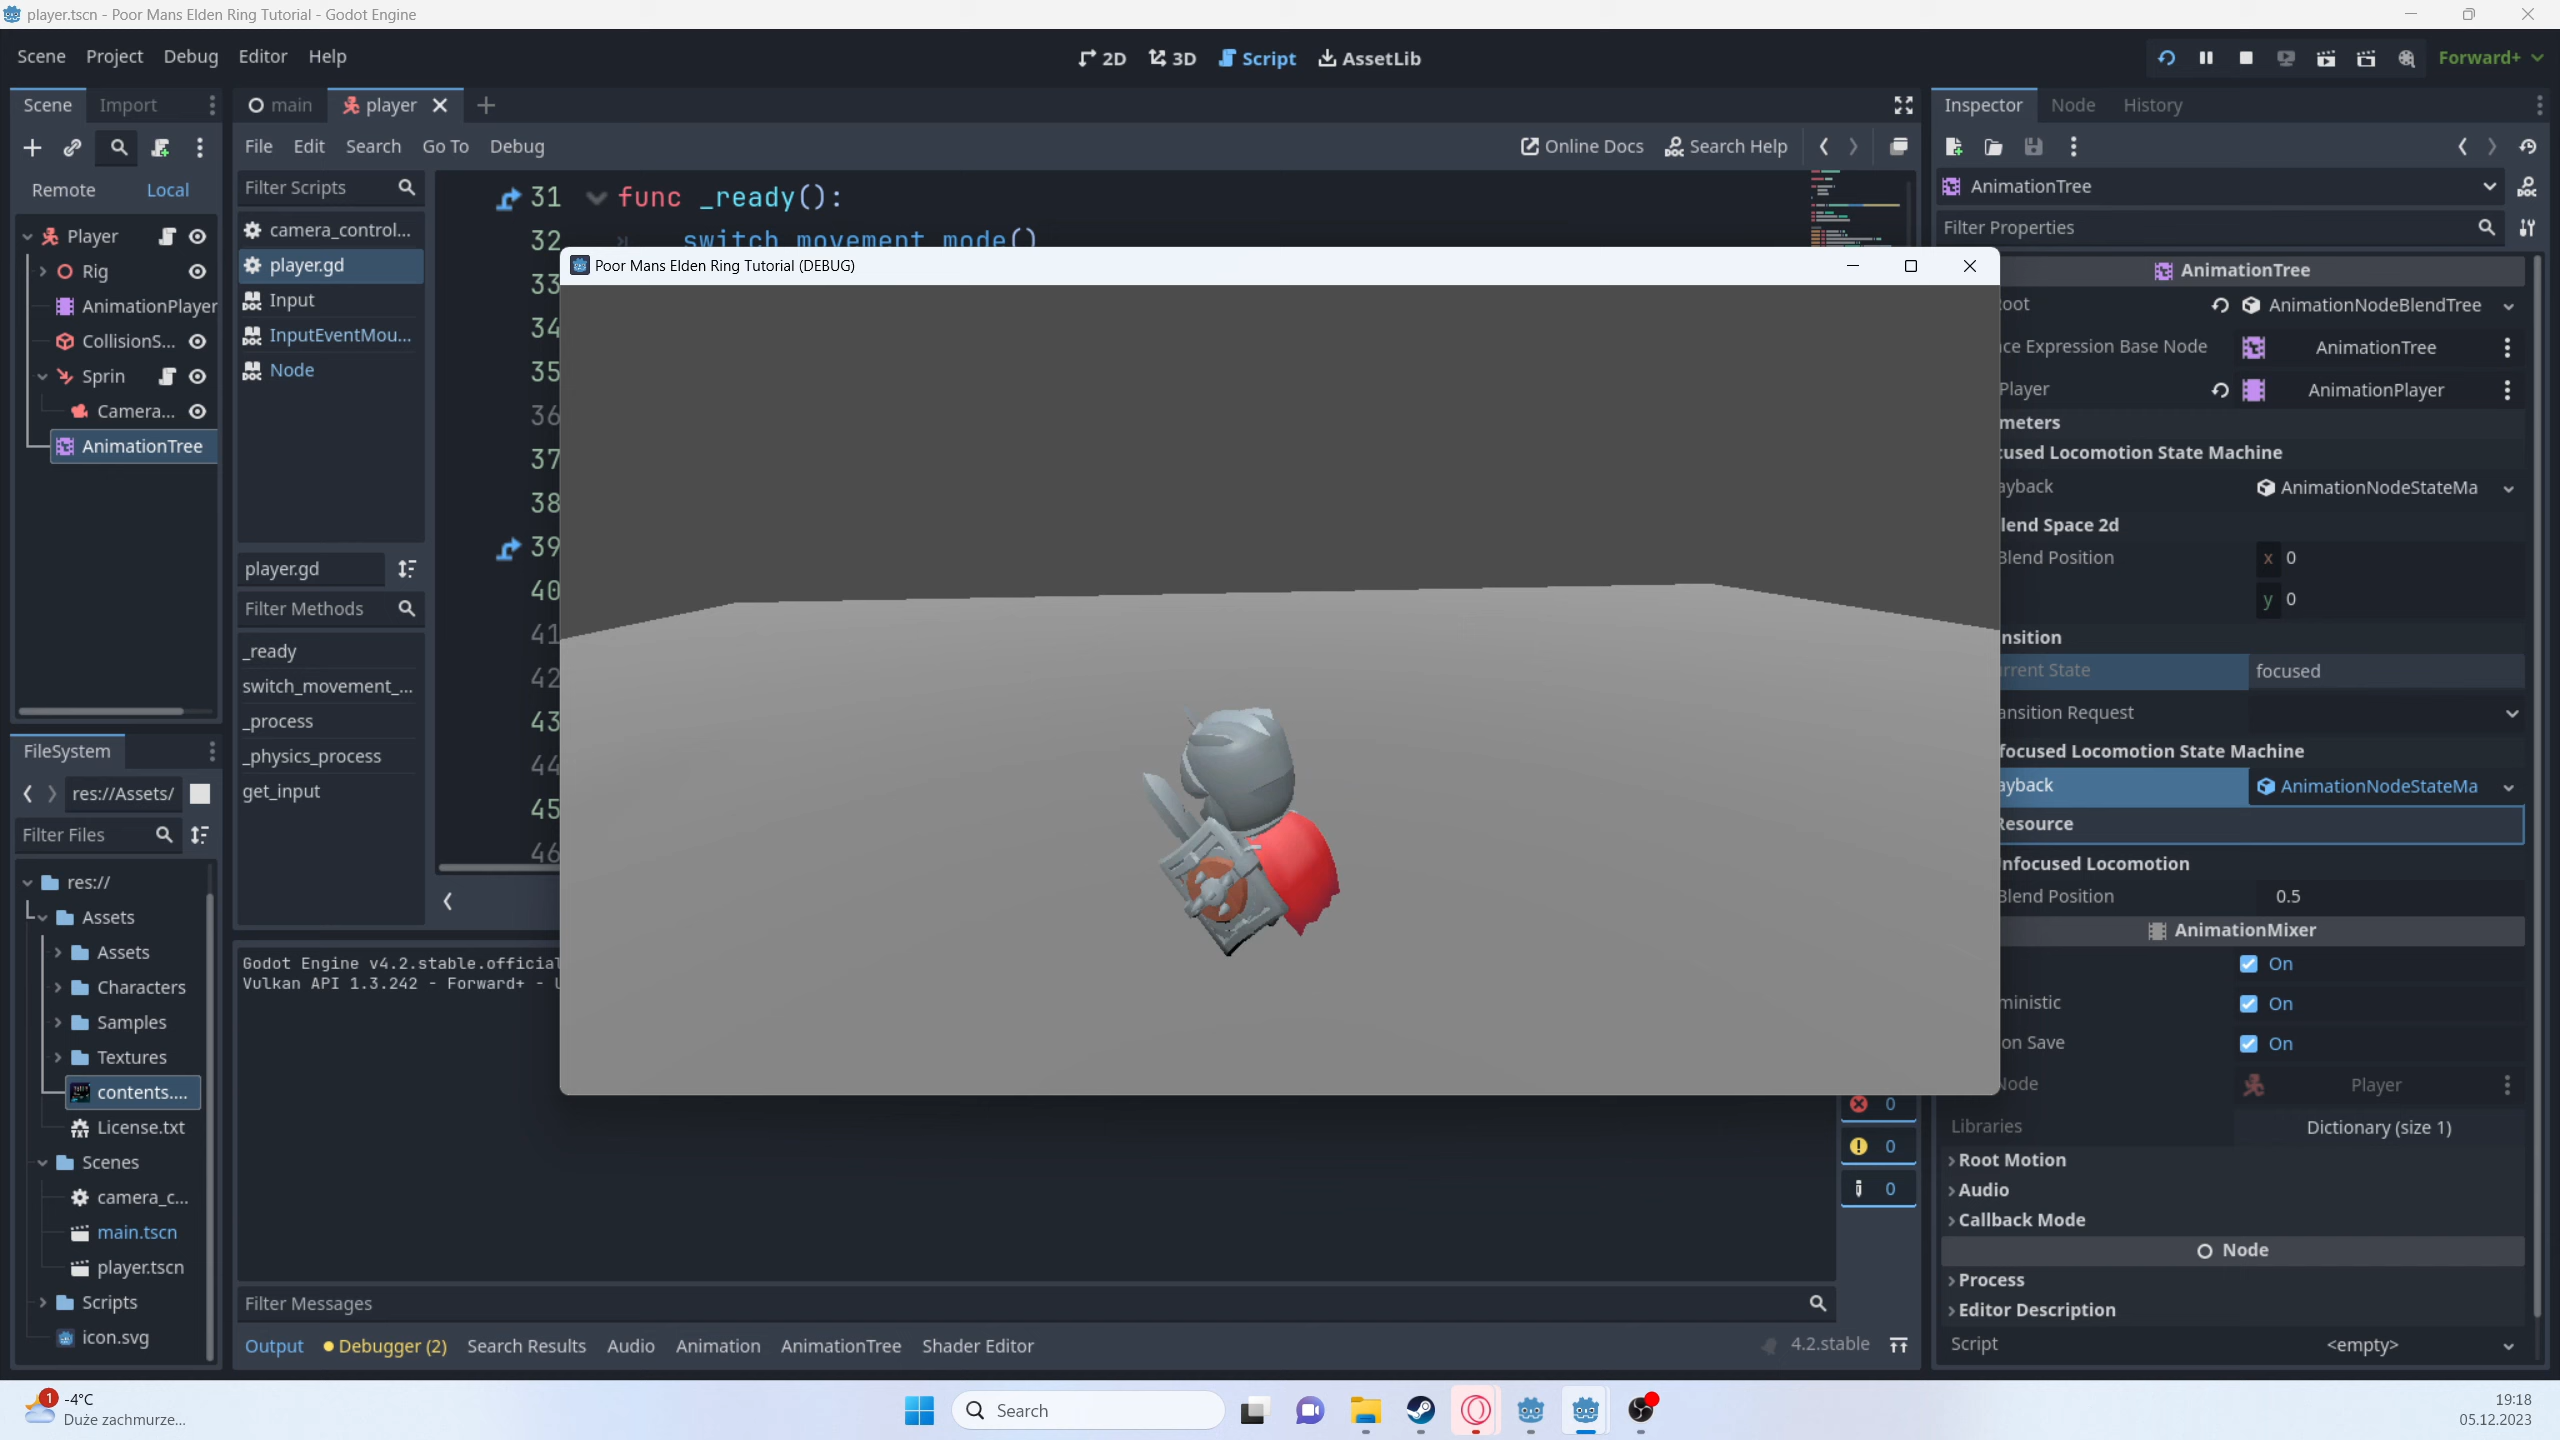 player.tscn - Poor Mans Elden Ring Tutorial - Godot Engine
Scene Project Debug Editor Help
2D 3D Script AssetLib
Forward+
Scene Import
main player
Inspector Node History
File Edit Search Go To Debug
Online Docs Search Help
Remote Local
Filter Scripts
AnimationTree
Filter Properties
Player
Rig
AnimationPlayer
CollisionS...
Sprin
Camera...
AnimationTree
camera_control...
player.gd
Input
InputEventMou...
Node
player.gd
Filter Methods
_ready
switch_movement_...
_process
_physics_process
get_input
31 func _ready():
32 switch_movement_mode()
33
34
35
36
37
38
39
40
41
42
43
44
45
46
Poor Mans Elden Ring Tutorial (DEBUG)
AnimationTree
oot AnimationNodeBlendTree
ce Expression Base Node AnimationTree
Player AnimationPlayer
meters
used Locomotion State Machine
ayback AnimationNodeStateMa
lend Space 2d
Blend Position x 0
y 0
nsition
rrent State focused
ansition Request
focused Locomotion State Machine
ayback AnimationNodeStateMa
Resource
nfocused Locomotion
Blend Position 0.5
AnimationMixer
On
ministic On
on Save On
Node Player
Libraries Dictionary (size 1)
Root Motion
Audio
Callback Mode
Node
Process
Editor Description
Script <empty>
FileSystem
res://Assets/
Filter Files
res://
Assets
Assets
Characters
Samples
Textures
contents....
License.txt
Scenes
camera_c...
main.tscn
player.tscn
Scripts
icon.svg
Godot Engine v4.2.stable.official
Vulkan API 1.3.242 - Forward+ -
0
0
0
Filter Messages
Output Debugger (2) Search Results Audio Animation AnimationTree Shader Editor
4.2.stable
1
-4°C
Duże zachmurze...
Search
19:18
05.12.2023